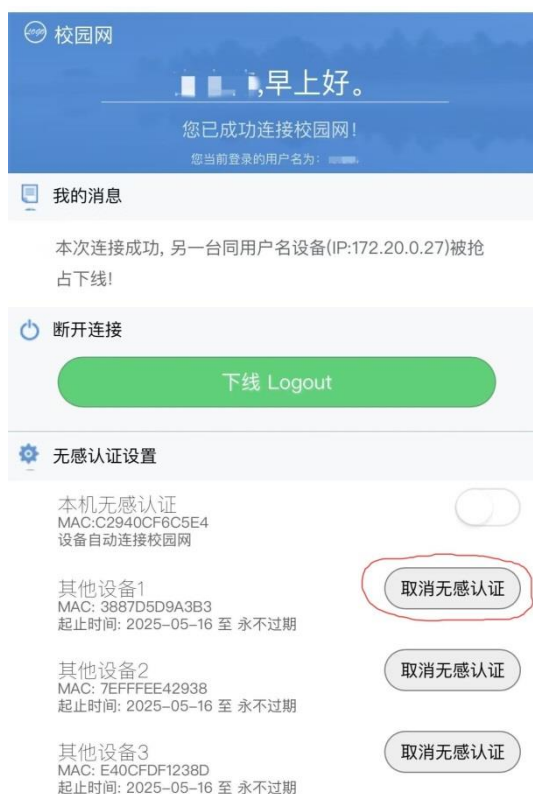 校园网
,早上好。
您已成功连接校园网!
您当前登录的用户名为:
我的消息
本次连接成功, 另一台同用户名设备(IP:172.20.0.27)被抢
占下线!
断开连接
下线 Logout
无感认证设置
本机无感认证
MAC:C2940CF6C5E4
设备自动连接校园网
其他设备1
取消无感认证
MAC: 3887D5D9A3B3
起止时间: 2025-05-16 至 永不过期
其他设备2
取消无感认证
MAC: 7EFFFEE42938
起止时间: 2025-05-16 至 永不过期
其他设备3
取消无感认证
MAC: E40CFDF1238D
起止时间: 2025-05-16 至 永不过期